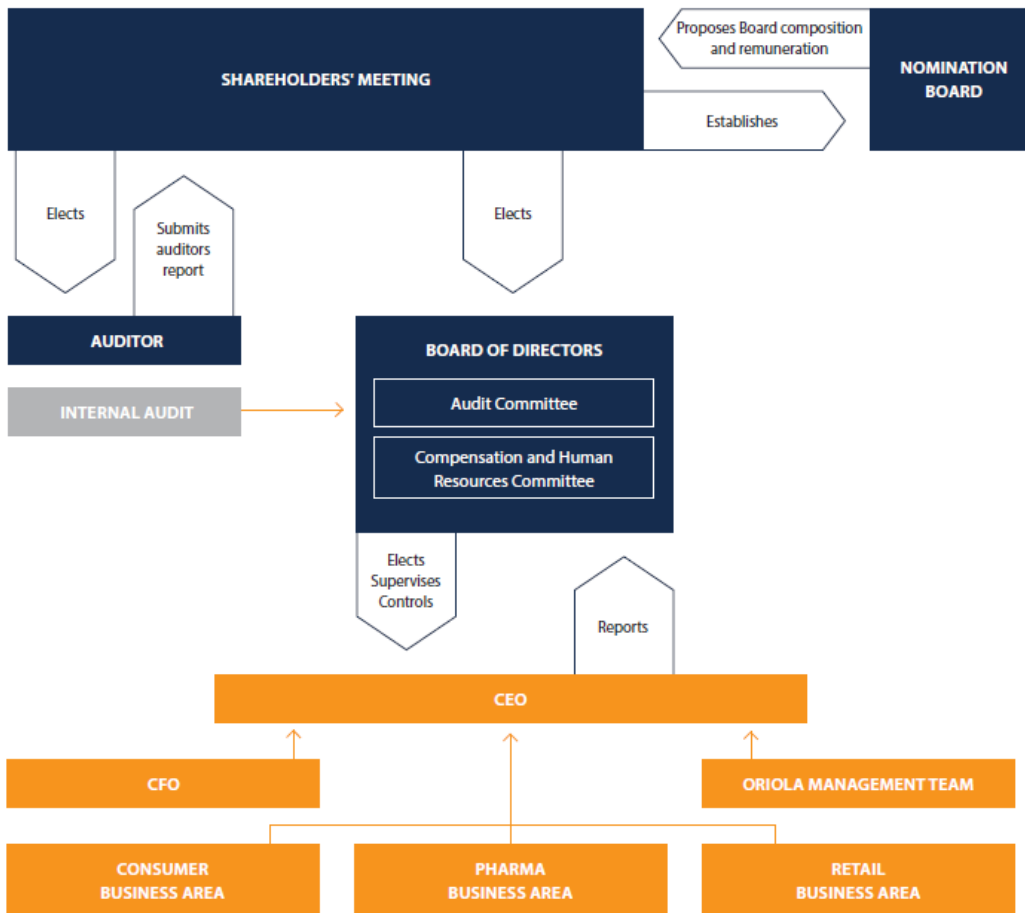 SHAREHOLDERS' MEETING
Proposes Board composition
and remuneration
NOMINATION
BOARD
Establishes
Elects
Submits
auditors
report
Elects
AUDITOR
INTERNAL AUDIT
BOARD OF DIRECTORS
Audit Committee
Compensation and Human
Resources Committee
Elects
Supervises
Controls
Reports
CEO
CFO
ORIOLA MANAGEMENT TEAM
CONSUMER
BUSINESS AREA
PHARMA
BUSINESS AREA
RETAIL
BUSINESS AREA